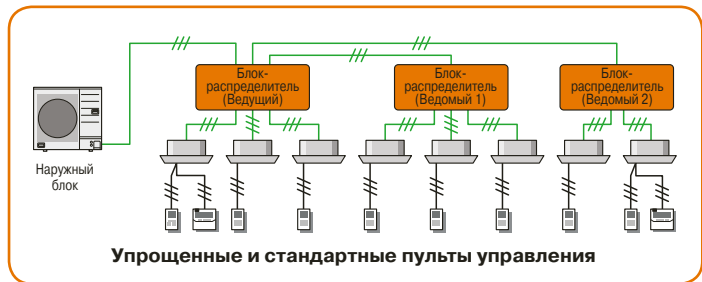 Блок-
распределитель
(Ведущий)
Блок-
распределитель
(Ведомый 1)
Блок-
распределитель
(Ведомый 2)
Наружный
блок
Упрощенные и стандартные пульты управления